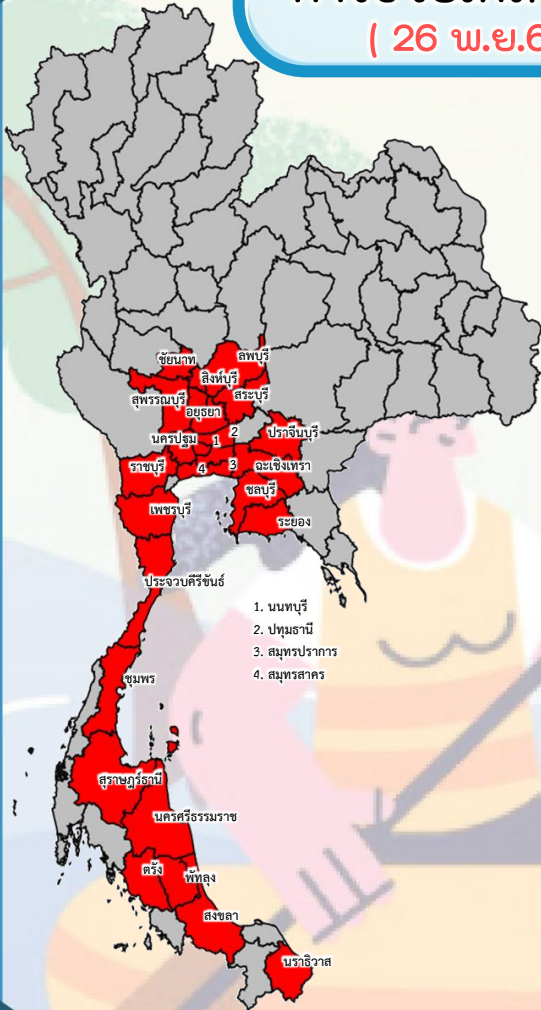 ( 26 พ.ย.6
ชัยนาท
ลพบุรี
สิงห์บุรี
สุพรรณบุรี
สระบุรี
อยุธยา
นครปฐม
1
2
ปราจีนบุรี
ราชบุรี
4
3
ฉะเชิงเทรา
ชลบุรี
เพชรบุรี
ระยอง
ประจวบคีรีขันธ์
1. นนทบุรี
2. ปทุมธานี
3. สมุทรปราการ
4. สมุทรสาคร
ชุมพร
สุราษฎร์ธานี
นครศรีธรรมราช
ตรัง
พัทลุง
สงขลา
นราธิวาส